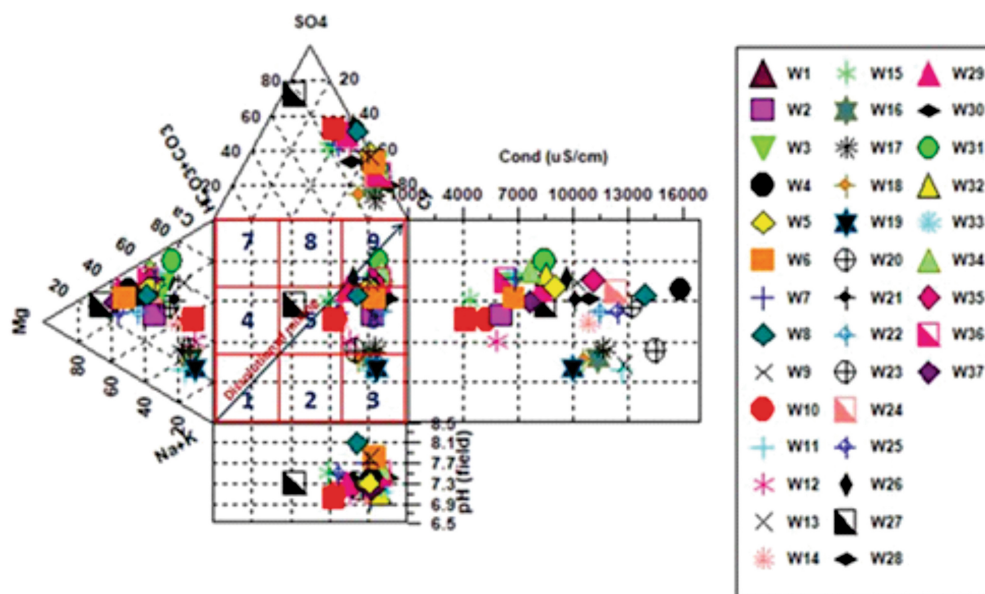 SO4
80
20
60
40
40
60
20
80
HCO3+CO3
Cl
Cond (uS/cm)
4000
7000
10000
13000
16000
Ca
80
60
40
20
Mg
80
60
40
20
Na+K
7
8
9
4
5
1
2
3
8.5
8.1
7.7
7.3
6.9
6.5
pH (field)
W1
W2
W3
W4
W5
W6
W7
W8
W9
W10
W11
W12
W13
W14
W15
W16
W17
W18
W19
W20
W21
W22
W23
W24
W25
W26
W27
W28
W29
W30
W31
W32
W33
W34
W35
W36
W37